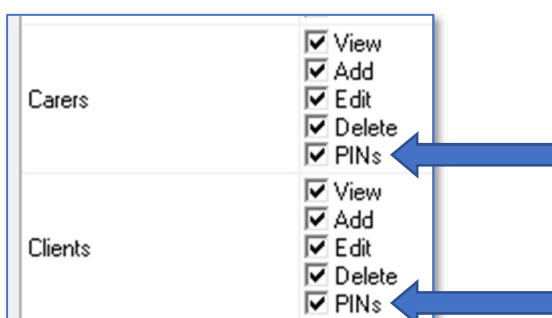 View
Add
Carers
Edit
Delete
PINs
View
Add
Clients
Edit
Delete
PINs